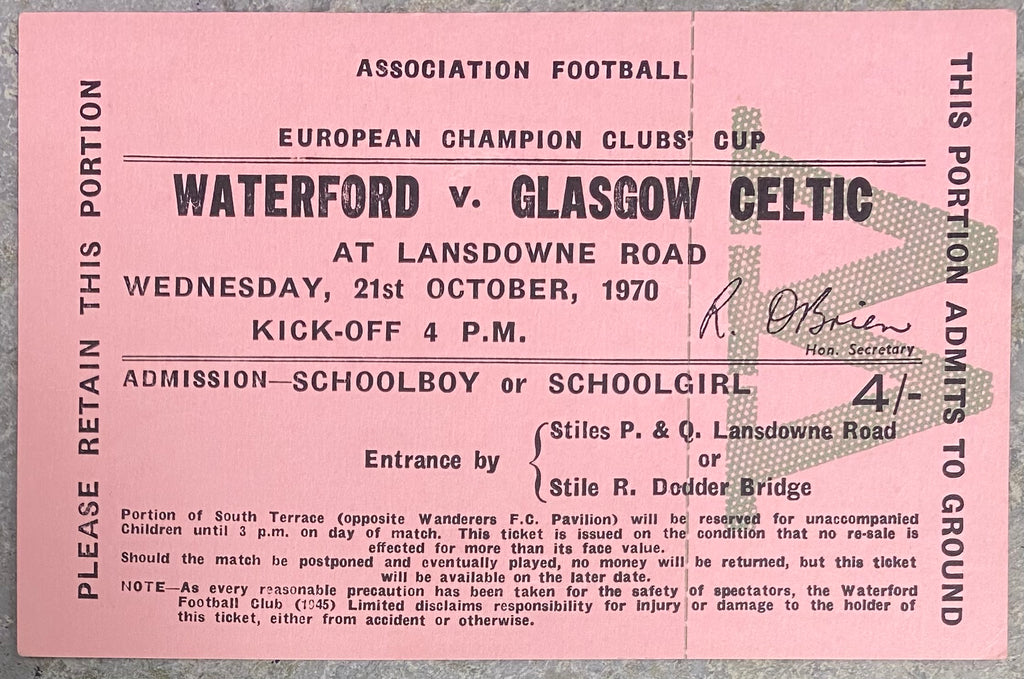 ASSOCIATION FOOTBALL
EUROPEAN CHAMPION CLUBS' CUP
WATERFORD v. GLASGOW CELTIC
AT LANSDOWNE ROAD
WEDNESDAY, 21st OCTOBER, 1970
KICK-OFF 4 P.M.
R. O'Brien
Hon. Secretary
ADMISSION—SCHOOLBOY or SCHOOLGIRL 4/-
Entrance by
Stiles P. & Q. Lansdowne Road
or
Stile R. Dodder Bridge
Portion of South Terrace (opposite Wanderers F.C. Pavilion) will be reserved for unaccompanied
Children until 3 p.m. on day of match. This ticket is issued on the condition that no re-sale is
effected for more than its face value.
Should the match be postponed and eventually played, no money will be returned, but this ticket
will be available on the later date.
NOTE—As every reasonable precaution has been taken for the safety of spectators, the Waterford
Football Club (1945) Limited disclaims responsibility for injury or damage to the holder of
this ticket, either from accident or otherwise.
PLEASE RETAIN THIS PORTION
THIS PORTION ADMITS TO GROUND
W